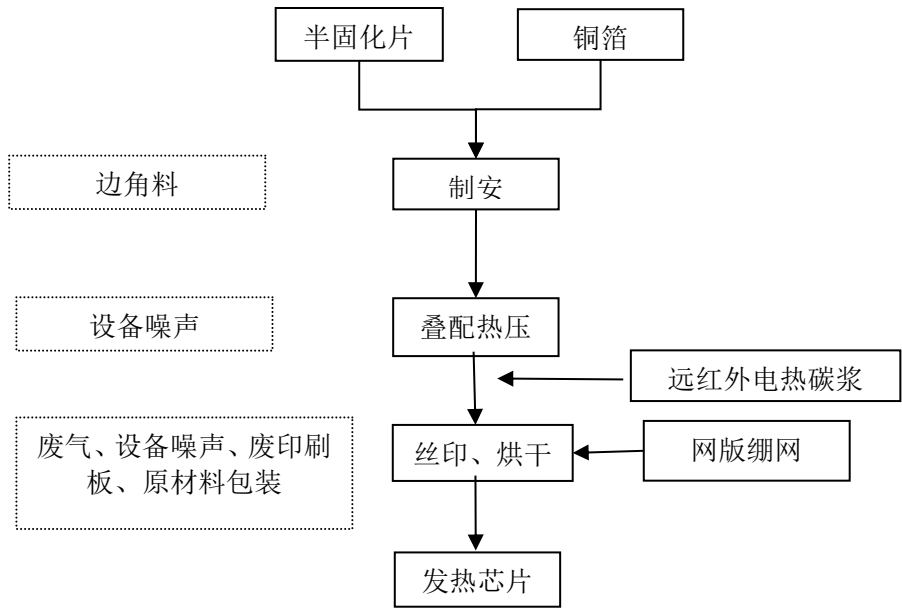 半固化片
铜箔
边角料
制安
设备噪声
叠配热压
远红外电热碳浆
废气、设备噪声、废印刷
板、原材料包装
丝印、烘干
网版绷网
发热芯片